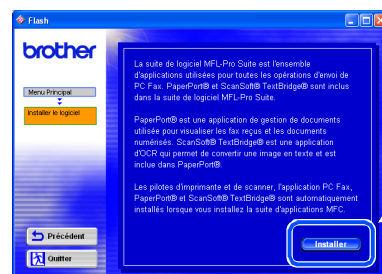 Flash
brother
Menu Principal
Installer le logiciel
La suite de logiciel MFL-Pro Suite est l'ensemble
d'applications utilisées pour toutes les opérations d'envoi de
PC Fax. PaperPort® et ScanSoft® TextBridge® sont inclus
dans la suite de logiciel MFL-Pro Suite.
PaperPort® est une application de gestion de documents
utilisée pour visualiser les fax reçus et les documents
numérisés. ScanSoft® TextBridge® est une application
d'OCR qui permet de convertir une image en texte et est
inclue dans PaperPort®.
Les pilotes d'imprimante et de scanner, l'application PC Fax,
PaperPort® et ScanSoft® TextBridge® sont automatiquement
installés lorsque vous installez la suite d'applications MFC.
Précédent
Quitter
Installer